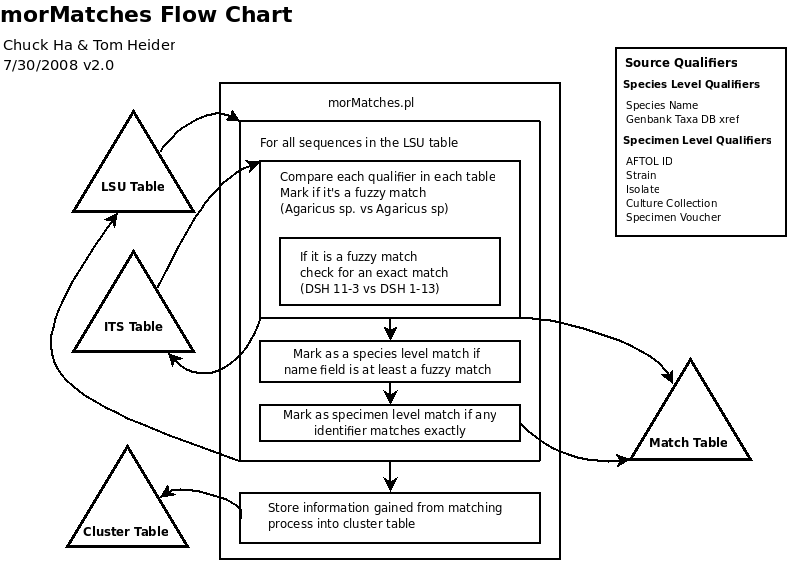 morMatches Flow Chart
Chuck Ha & Tom Heider
7/30/2008 v2.0
morMatches.pl
For all sequences in the LSU table
Compare each qualifier in each table
Mark if it's a fuzzy match
(Agaricus sp. vs Agaricus sp)
If it is a fuzzy match
check for an exact match
(DSH 11-3 vs DSH 1-13)
Mark as a species level match if
name field is at least a fuzzy match
Mark as specimen level match if any
identifier matches exactly
Store information gained from matching
process into cluster table
LSU Table
ITS Table
Cluster Table
Match Table
Source Qualifiers
Species Level Qualifiers
Species Name
Genbank Taxa DB xref
Specimen Level Qualifiers
AFTOL ID
Strain
Isolate
Culture Collection
Specimen Voucher